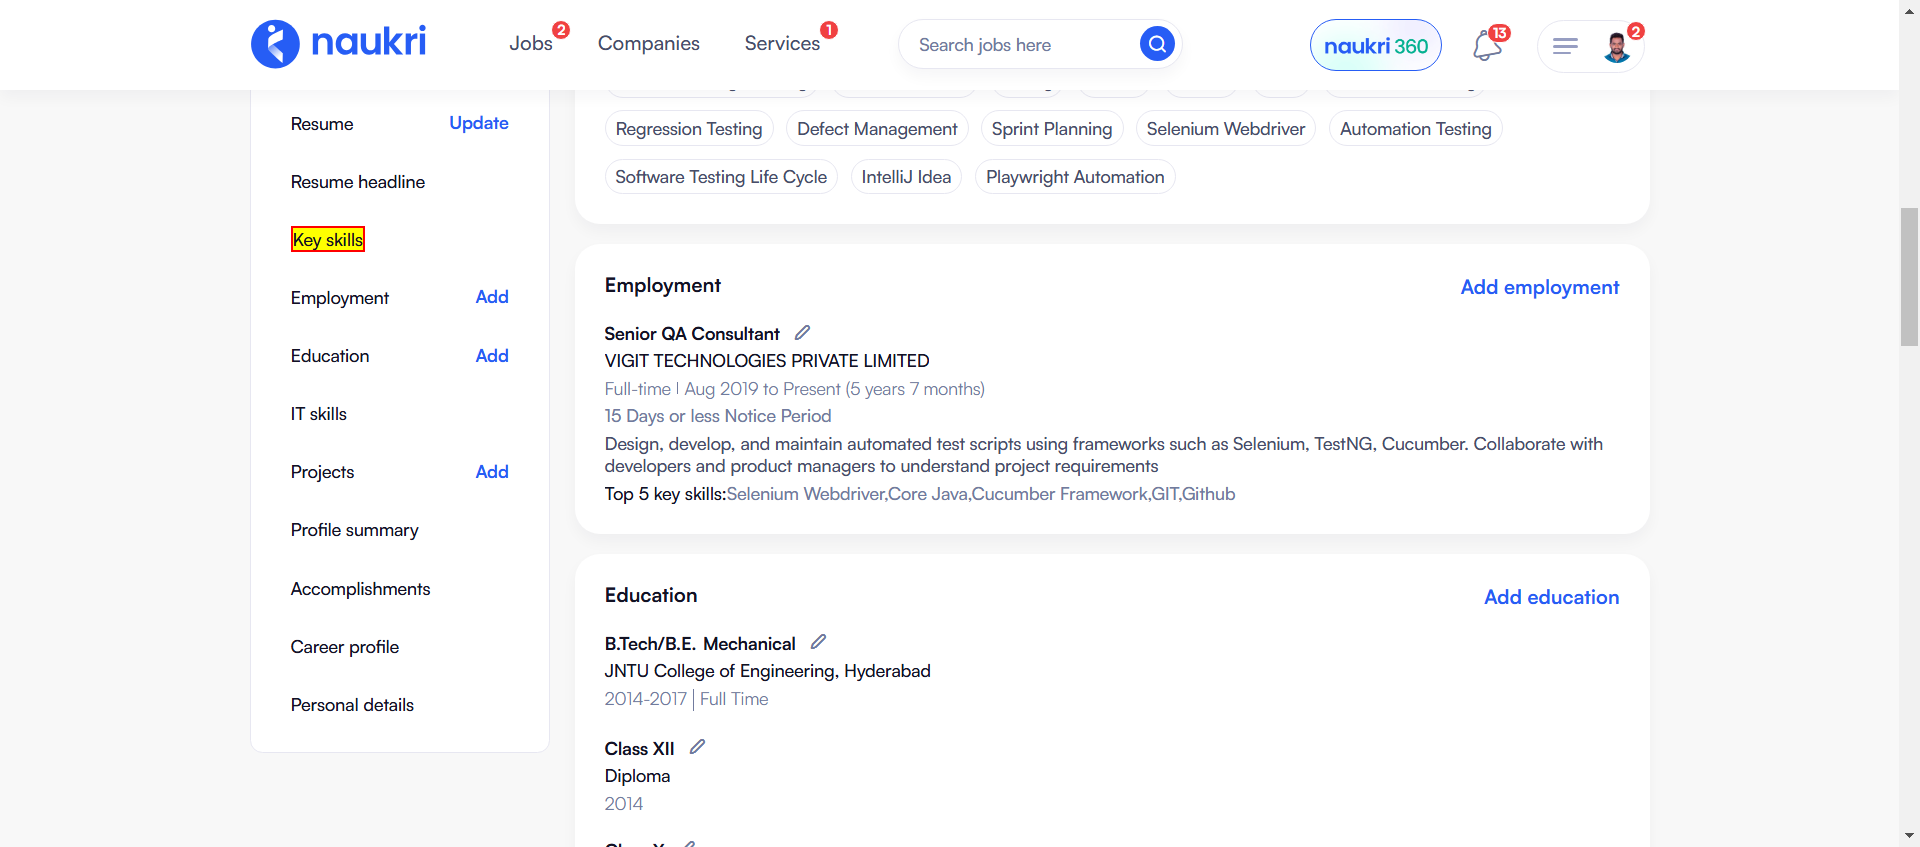 naukri
Jobs 2
Companies
Services 1
Search jobs here
naukri 360
13
2
Resume Update
Resume headline
Key skills
Employment Add
Education Add
IT skills
Projects Add
Profile summary
Accomplishments
Career profile
Personal details
Regression Testing Defect Management Sprint Planning Selenium Webdriver Automation Testing
Software Testing Life Cycle IntelliJ Idea Playwright Automation
Employment Add employment
Senior QA Consultant
VIGIT TECHNOLOGIES PRIVATE LIMITED
Full-time | Aug 2019 to Present (5 years 7 months)
15 Days or less Notice Period
Design, develop, and maintain automated test scripts using frameworks such as Selenium, TestNG, Cucumber. Collaborate with
developers and product managers to understand project requirements
Top 5 key skills:Selenium Webdriver,Core Java,Cucumber Framework,GIT,Github
Education Add education
B.Tech/B.E. Mechanical
JNTU College of Engineering, Hyderabad
2014-2017 | Full Time
Class XII
Diploma
2014